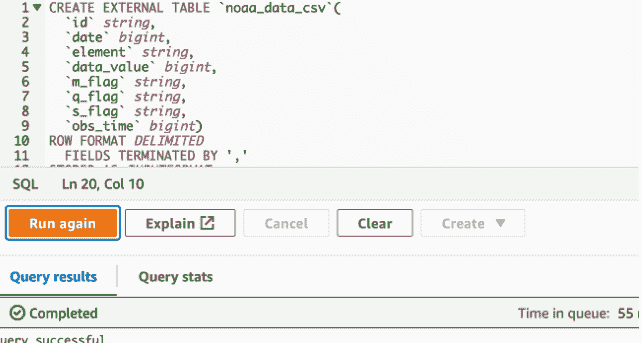 1 CREATE EXTERNAL TABLE `noaa_data_csv`(
2 `id` string,
3 `date` bigint,
4 `element` string,
5 `data_value` bigint,
6 `m_flag` string,
7 `q_flag` string,
8 `s_flag` string,
9 `obs_time` bigint)
10 ROW FORMAT DELIMITED
11 FIELDS TERMINATED BY ','
SQL Ln 20, Col 10
Run again Explain Cancel Clear Create
Query results Query stats
Completed Time in queue: 55
successful